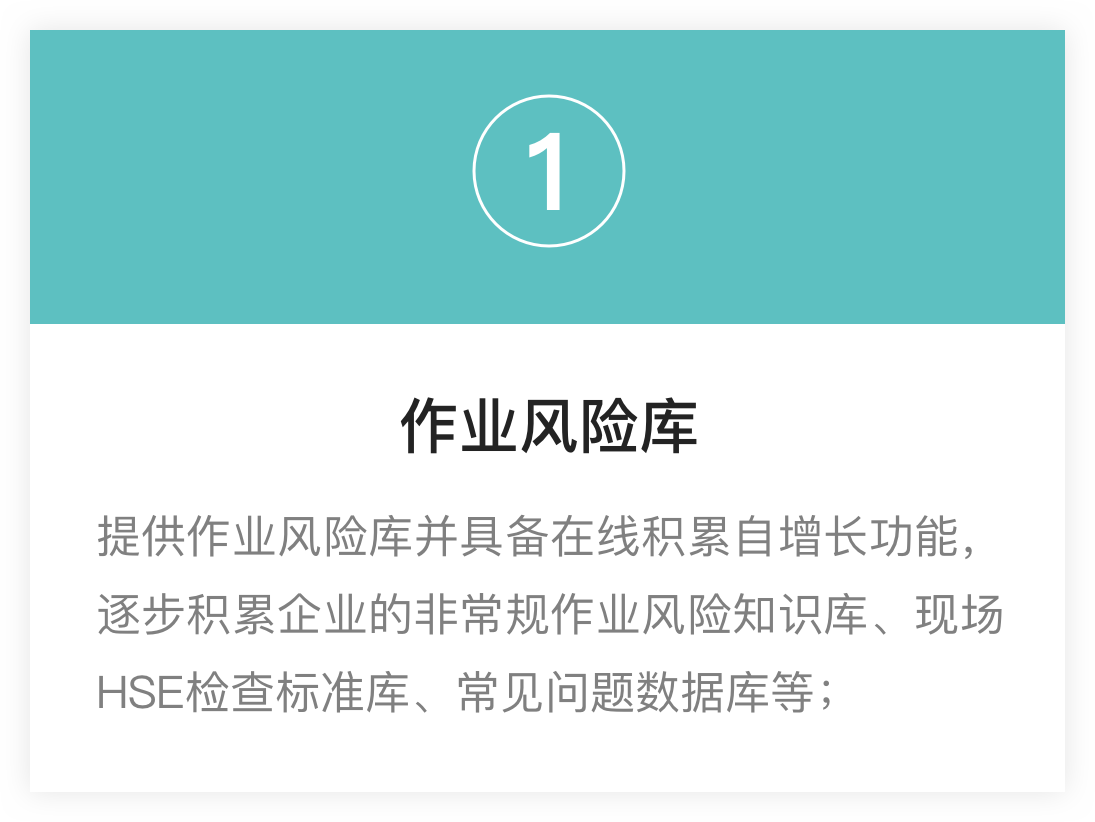 1
作业风险库
提供作业风险库并具备在线积累自增长功能，
逐步积累企业的非常规作业风险知识库、现场
HSE检查标准库、常见问题数据库等；